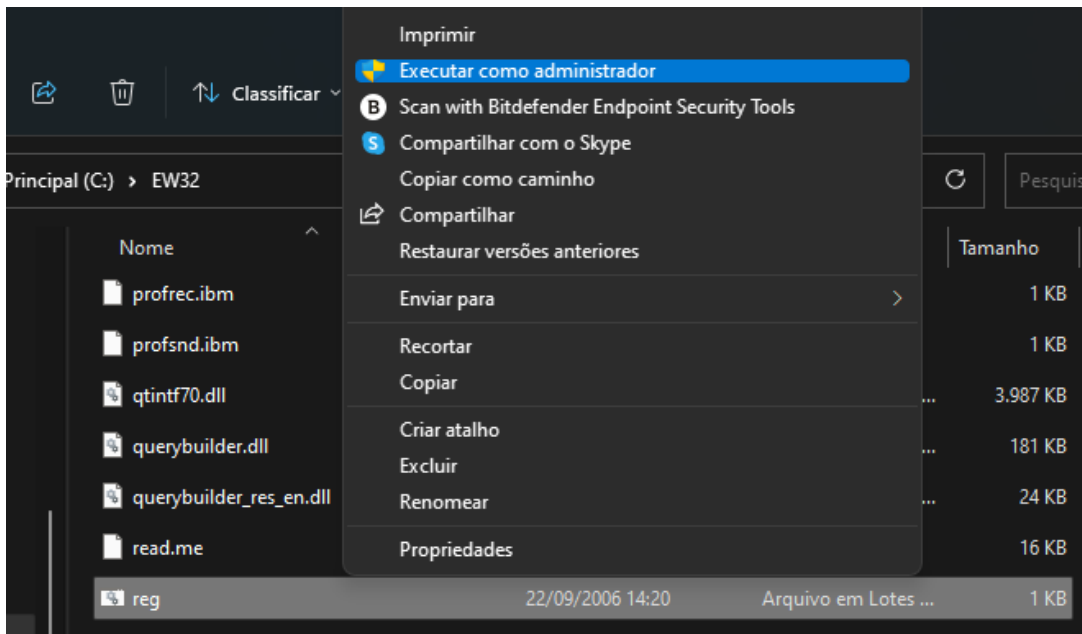 Imprimir
Executar como administrador
Classificar
B Scan with Bitdefender Endpoint Security Tools
S Compartilhar com o Skype
Principal (C:) > EW32
Copiar como caminho
Pesquis
Compartilhar
Nome
Restaurar versões anteriores
Tamanho
profrec.ibm
Enviar para
1 KB
profsnd.ibm
Recortar
1 KB
Copiar
qtintf70.dll
... 3.987 KB
Criar atalho
querybuilder.dll
... 181 KB
Excluir
querybuilder_res_en.dll
Renomear
... 24 KB
read.me
Propriedades
16 KB
reg 22/09/2006 14:20 Arquivo em Lotes ... 1 KB